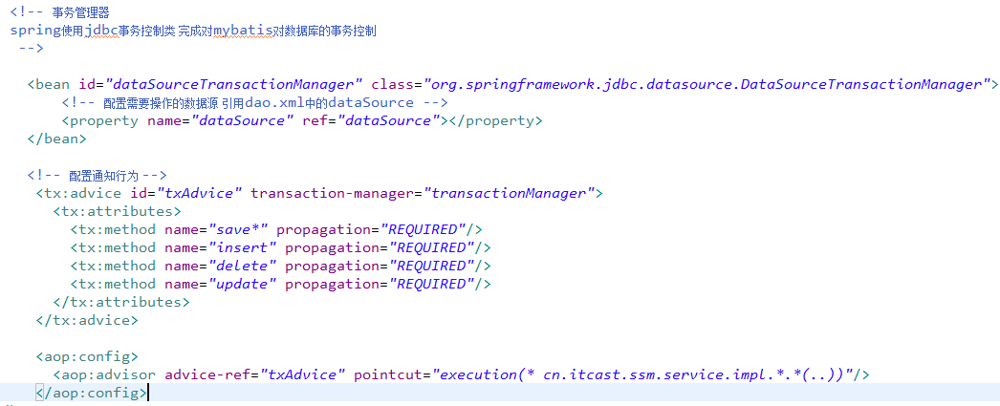 <!-- 事务管理器
spring使用jdbc事务控制类 完成对mybatis对数据库的事务控制
-->
<bean id="dataSourceTransactionManager" class="org.springframework.jdbc.datasource.DataSourceTransactionManager">
<!-- 配置需要操作的数据源 引用dao.xml中的dataSource -->
<property name="dataSource" ref="dataSource"></property>
</bean>
<!-- 配置通知行为 -->
<tx:advice id="txAdvice" transaction-manager="transactionManager">
<tx:attributes>
<tx:method name="save*" propagation="REQUIRED"/>
<tx:method name="insert" propagation="REQUIRED"/>
<tx:method name="delete" propagation="REQUIRED"/>
<tx:method name="update" propagation="REQUIRED"/>
</tx:attributes>
</tx:advice>
<aop:config>
<aop:advisor advice-ref="txAdvice" pointcut="execution(* cn.itcast.ssm.service.impl.*.*(..))"/>
</aop:config>